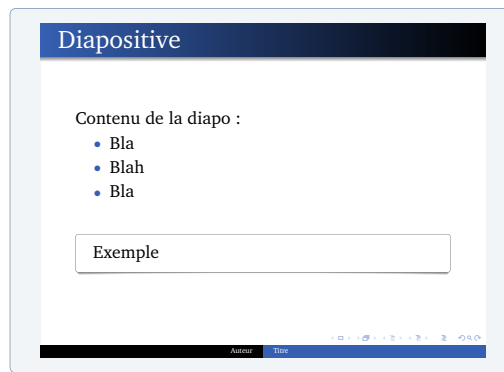 Diapositive
Contenu de la diapo :
• Bla
• Blah
• Bla
Exemple
Auteur Titre